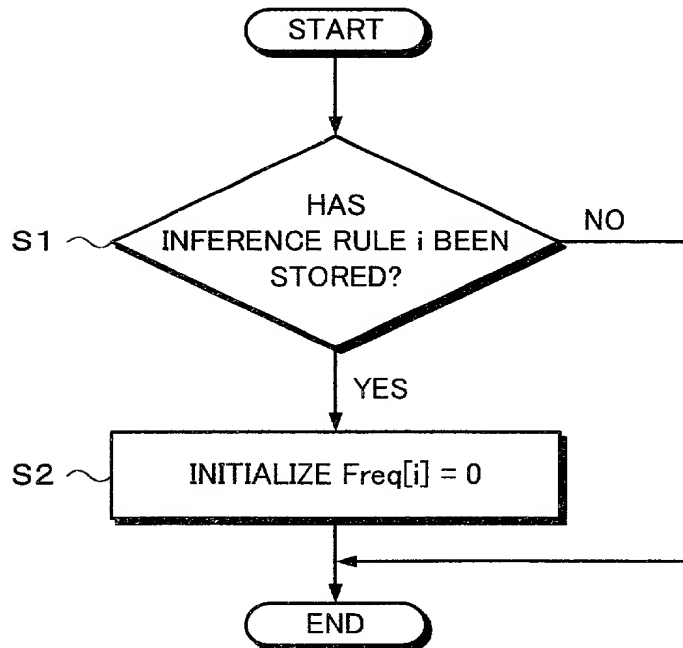 START
HAS
S1
INFERENCE RULE i BEEN
NO
STORED?
YES
S2
INITIALIZE Freq[i] = 0
END